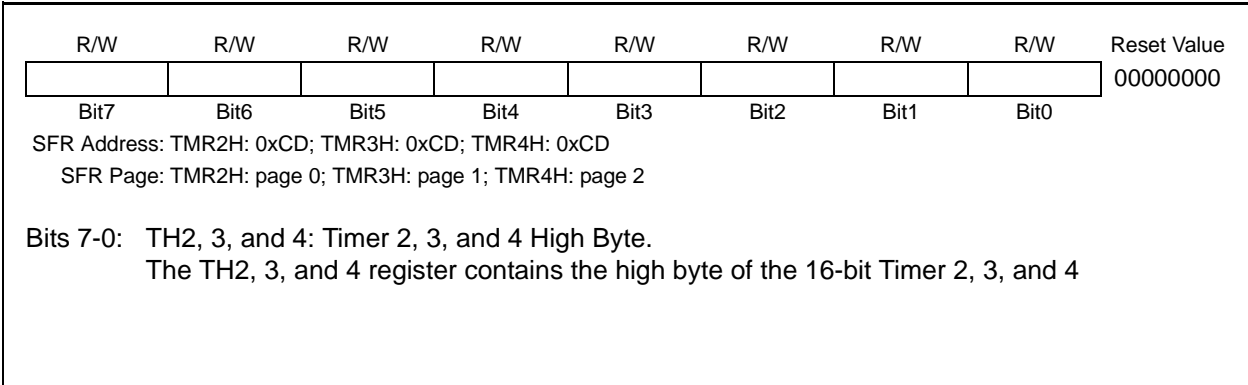 R/W R/W R/W R/W R/W R/W R/W R/W Reset Value
00000000
Bit7 Bit6 Bit5 Bit4 Bit3 Bit2 Bit1 Bit0
SFR Address: TMR2H: 0xCD; TMR3H: 0xCD; TMR4H: 0xCD
SFR Page: TMR2H: page 0; TMR3H: page 1; TMR4H: page 2
Bits 7-0: TH2, 3, and 4: Timer 2, 3, and 4 High Byte.
The TH2, 3, and 4 register contains the high byte of the 16-bit Timer 2, 3, and 4